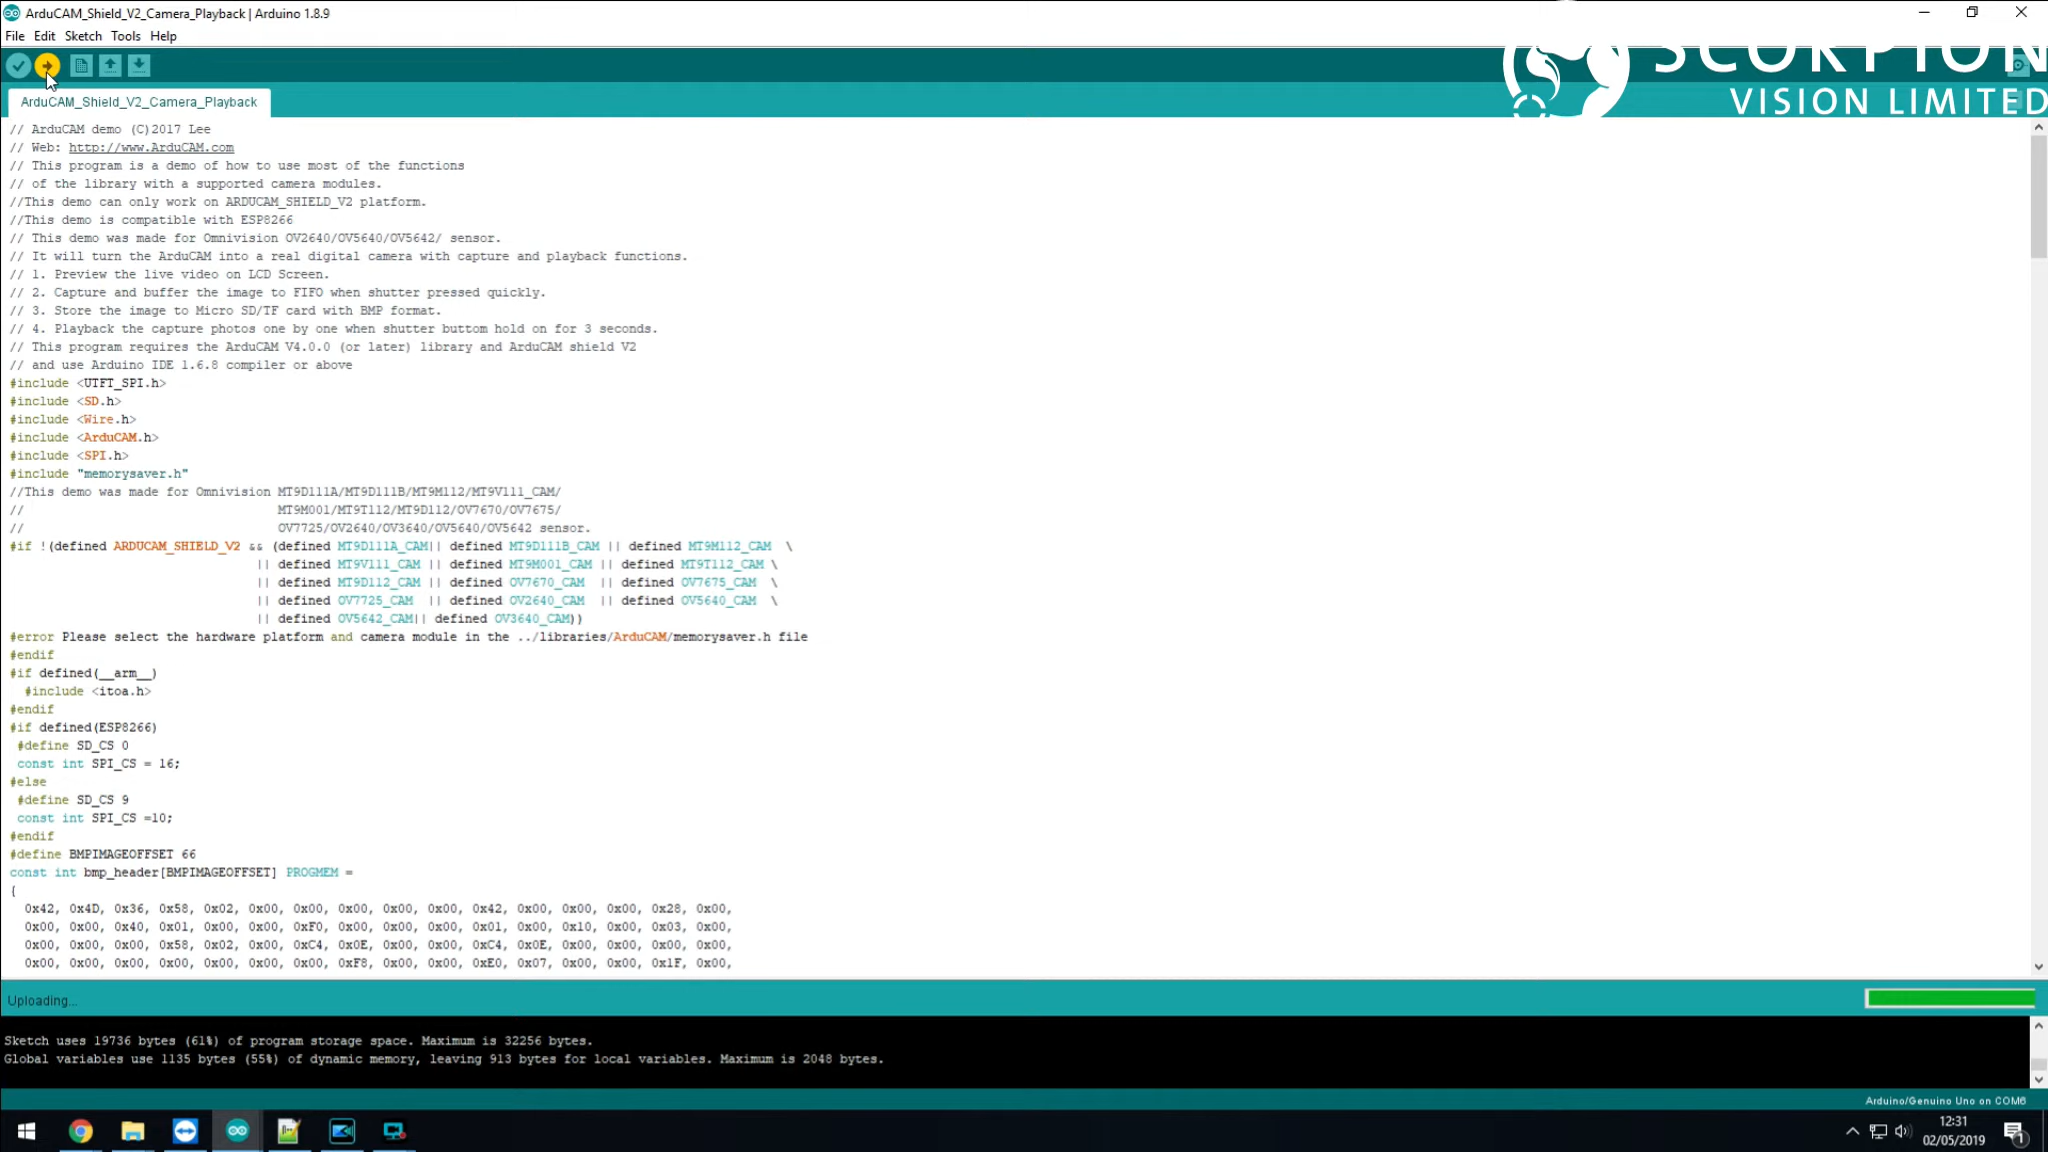 ArduCAM_Shield_V2_Camera_Playback | Arduino 1.8.9
File Edit Sketch Tools Help
SCORPION
VISION LIMITED
ArduCAM_Shield_V2_Camera_Playback
// ArduCAM demo (C)2017 Lee
// Web: http://www.ArduCAM.com
// This program is a demo of how to use most of the functions
// of the library with a supported camera modules.
//This demo can only work on ARDUCAM_SHIELD_V2 platform.
//This demo is compatible with ESP8266
// This demo was made for Omnivision OV2640/OV5640/OV5642/ sensor.
// It will turn the ArduCAM into a real digital camera with capture and playback functions.
// 1. Preview the live video on LCD Screen.
// 2. Capture and buffer the image to FIFO when shutter pressed quickly.
// 3. Store the image to Micro SD/TF card with BMP format.
// 4. Playback the capture photos one by one when shutter buttom hold on for 3 seconds.
// This program requires the ArduCAM V4.0.0 (or later) library and ArduCAM shield V2
// and use Arduino IDE 1.6.8 compiler or above
#include <UTFT_SPI.h>
#include <SD.h>
#include <Wire.h>
#include <ArduCAM.h>
#include <SPI.h>
#include "memorysaver.h"
//This demo was made for Omnivision MT9D111A/MT9D111B/MT9M112/MT9V111_CAM/
// MT9M001/MT9T112/MT9D112/OV7670/OV7675/
// OV7725/OV2640/OV3640/OV5640/OV5642 sensor.
#if !(defined ARDUCAM_SHIELD_V2 && (defined MT9D111A_CAM|| defined MT9D111B_CAM || defined MT9M112_CAM \
|| defined MT9V111_CAM || defined MT9M001_CAM || defined MT9T112_CAM \
|| defined MT9D112_CAM || defined OV7670_CAM || defined OV7675_CAM \
|| defined OV7725_CAM || defined OV2640_CAM || defined OV5640_CAM \
|| defined OV5642_CAM|| defined OV3640_CAM))
#error Please select the hardware platform and camera module in the ../libraries/ArduCAM/memorysaver.h file
#endif
#if defined(__arm__)
#include <itoa.h>
#endif
#if defined(ESP8266)
#define SD_CS 0
const int SPI_CS = 16;
#else
#define SD_CS 9
const int SPI_CS =10;
#endif
#define BMPIMAGEOFFSET 66
const int bmp_header[BMPIMAGEOFFSET] PROGMEM =
{
0x42, 0x4D, 0x36, 0x58, 0x02, 0x00, 0x00, 0x00, 0x00, 0x00, 0x42, 0x00, 0x00, 0x00, 0x28, 0x00,
0x00, 0x00, 0x40, 0x01, 0x00, 0x00, 0xF0, 0x00, 0x00, 0x00, 0x01, 0x00, 0x10, 0x00, 0x03, 0x00,
0x00, 0x00, 0x00, 0x58, 0x02, 0x00, 0xC4, 0x0E, 0x00, 0x00, 0xC4, 0x0E, 0x00, 0x00, 0x00, 0x00,
0x00, 0x00, 0x00, 0x00, 0x00, 0x00, 0x00, 0xF8, 0x00, 0x00, 0xE0, 0x07, 0x00, 0x00, 0x1F, 0x00,
Uploading...
Sketch uses 19736 bytes (61%) of program storage space. Maximum is 32256 bytes.
Global variables use 1135 bytes (55%) of dynamic memory, leaving 913 bytes for local variables. Maximum is 2048 bytes.
Arduino/Genuino Uno on COM6
12:31
02/05/2019
1